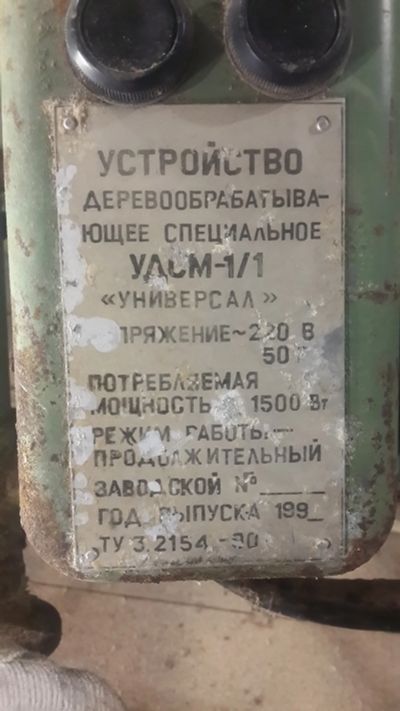 УСТРОЙСТВО
ДЕРЕВООБРАБАТЫВА-
ЮЩЕЕ СПЕЦИАЛЬНОЕ
УДСМ-1/1
«УНИВЕРСАЛ»
НАПРЯЖЕНИЕ~220 В
50
ПОТРЕБЛЯЕМАЯ
МОЩНОСТЬ 1500 Вт
РЕЖИМ РАБОТЫ.—
ПРОДОЛЖИТЕЛЬНЫЙ
ЗАВОДСКОЙ №
ГОД ВЫПУСКА 199_
ТУ 3.2154.-90